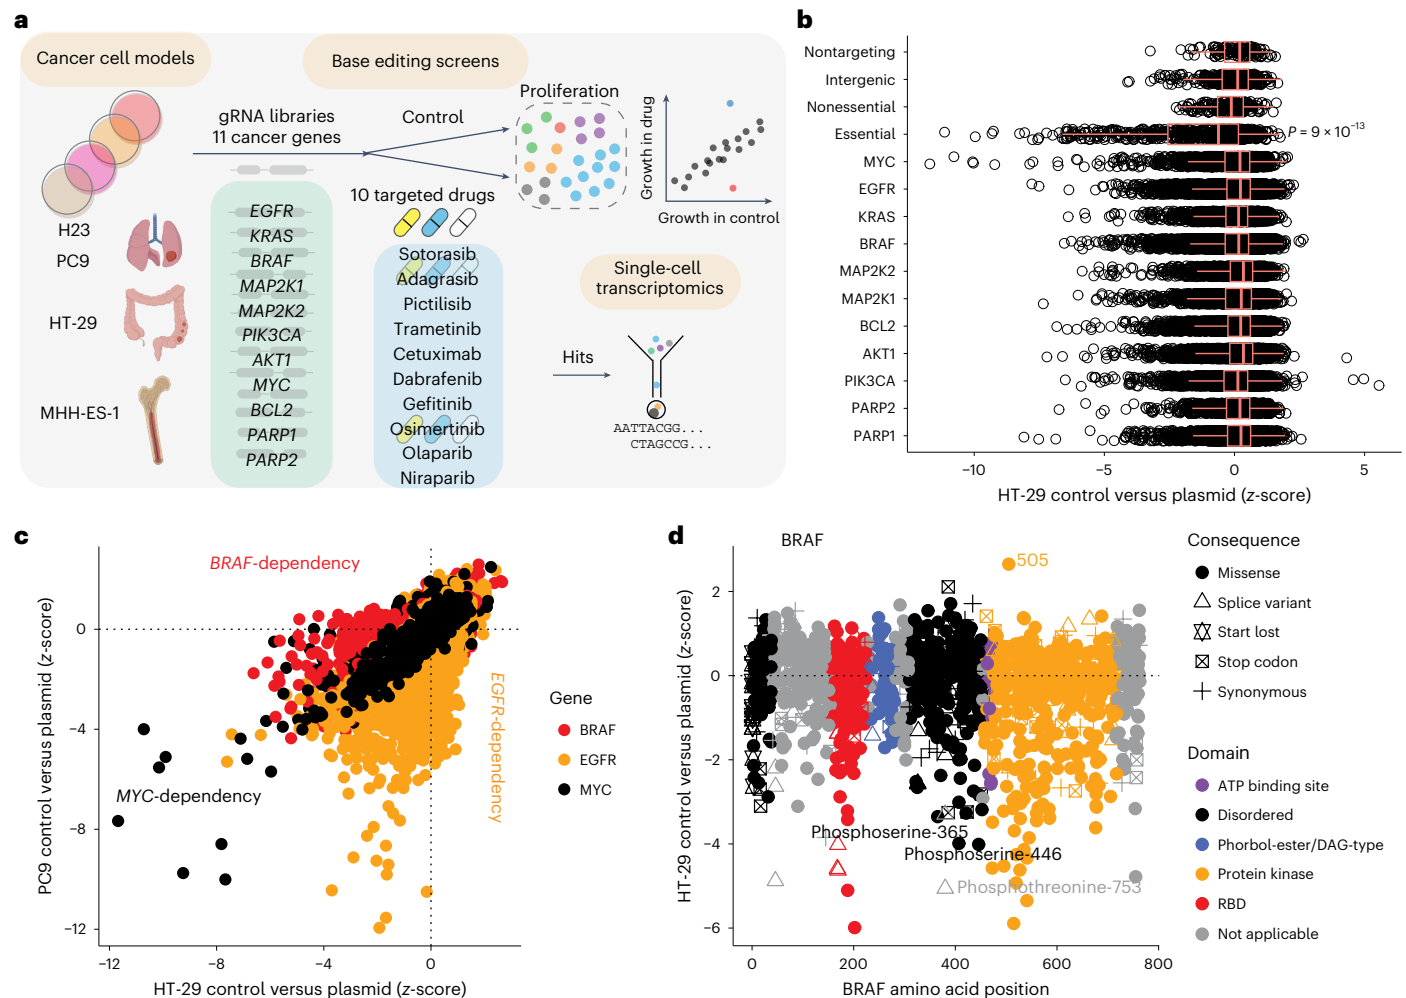 a
Cancer cell models
Base editing screens
gRNA libraries
11 cancer genes
Control
Proliferation
Growth in drug
Growth in control
10 targeted drugs
H23
PC9
HT-29
MHH-ES-1
EGFR
KRAS
BRAF
MAP2K1
MAP2K2
PIK3CA
AKT1
MYC
BCL2
PARP1
PARP2
Sotorasib
Adagrasib
Pictilisib
Trametinib
Cetuximab
Dabrafenib
Gefitinib
Osimertinib
Olaparib
Niraparib
Hits
Single-cell
transcriptomics
AATTACGG...
CTAGCCG...
b
Nontargeting
Intergenic
Nonessential
Essential
MYC
EGFR
KRAS
BRAF
MAP2K2
MAP2K1
BCL2
AKT1
PIK3CA
PARP2
PARP1
P = 9 × 10⁻¹³
−10
−5
0
5
HT-29 control versus plasmid (z-score)
c
BRAF-dependency
EGFR-dependency
MYC-dependency
PC9 control versus plasmid (z-score)
0
−4
−8
−12
−12
−8
−4
0
HT-29 control versus plasmid (z-score)
Gene
BRAF
EGFR
MYC
d
BRAF
505
HT-29 control versus plasmid (z-score)
2
0
−2
−4
−6
Phosphoserine-365
Phosphoserine-446
Phosphothreonine-753
0
200
400
600
800
BRAF amino acid position
Consequence
Missense
Splice variant
Start lost
Stop codon
Synonymous
Domain
ATP binding site
Disordered
Phorbol-ester/DAG-type
Protein kinase
RBD
Not applicable